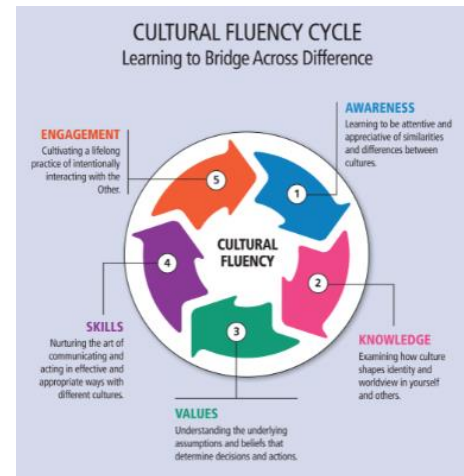 CULTURAL FLUENCY CYCLE
Learning to Bridge Across Difference
AWARENESS
Learning to be attentive and
appreciative of similarities
and differences between
cultures.
ENGAGEMENT
Cultivating a lifelong
practice of intentionally
interacting with the
Other.
5
1
CULTURAL
FLUENCY
4
2
3
SKILLS
Nurturing the art of
communicating and
acting in effective and
appropriate ways with
different cultures.
KNOWLEDGE
Examining how culture
shapes identity and
worldview in yourself
and others.
VALUES
Understanding the underlying
assumptions and beliefs that
determine decisions and actions.